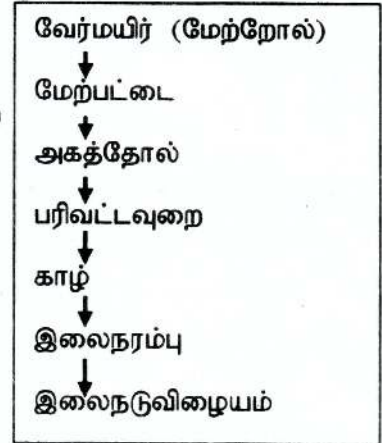 வேர்மயிர் (மேற்றோல்)
மேற்பட்டை
அகத்தோல்
பரிவட்டவுறை
காழ்
இலைநரம்பு
இலைநடுவிழையம்